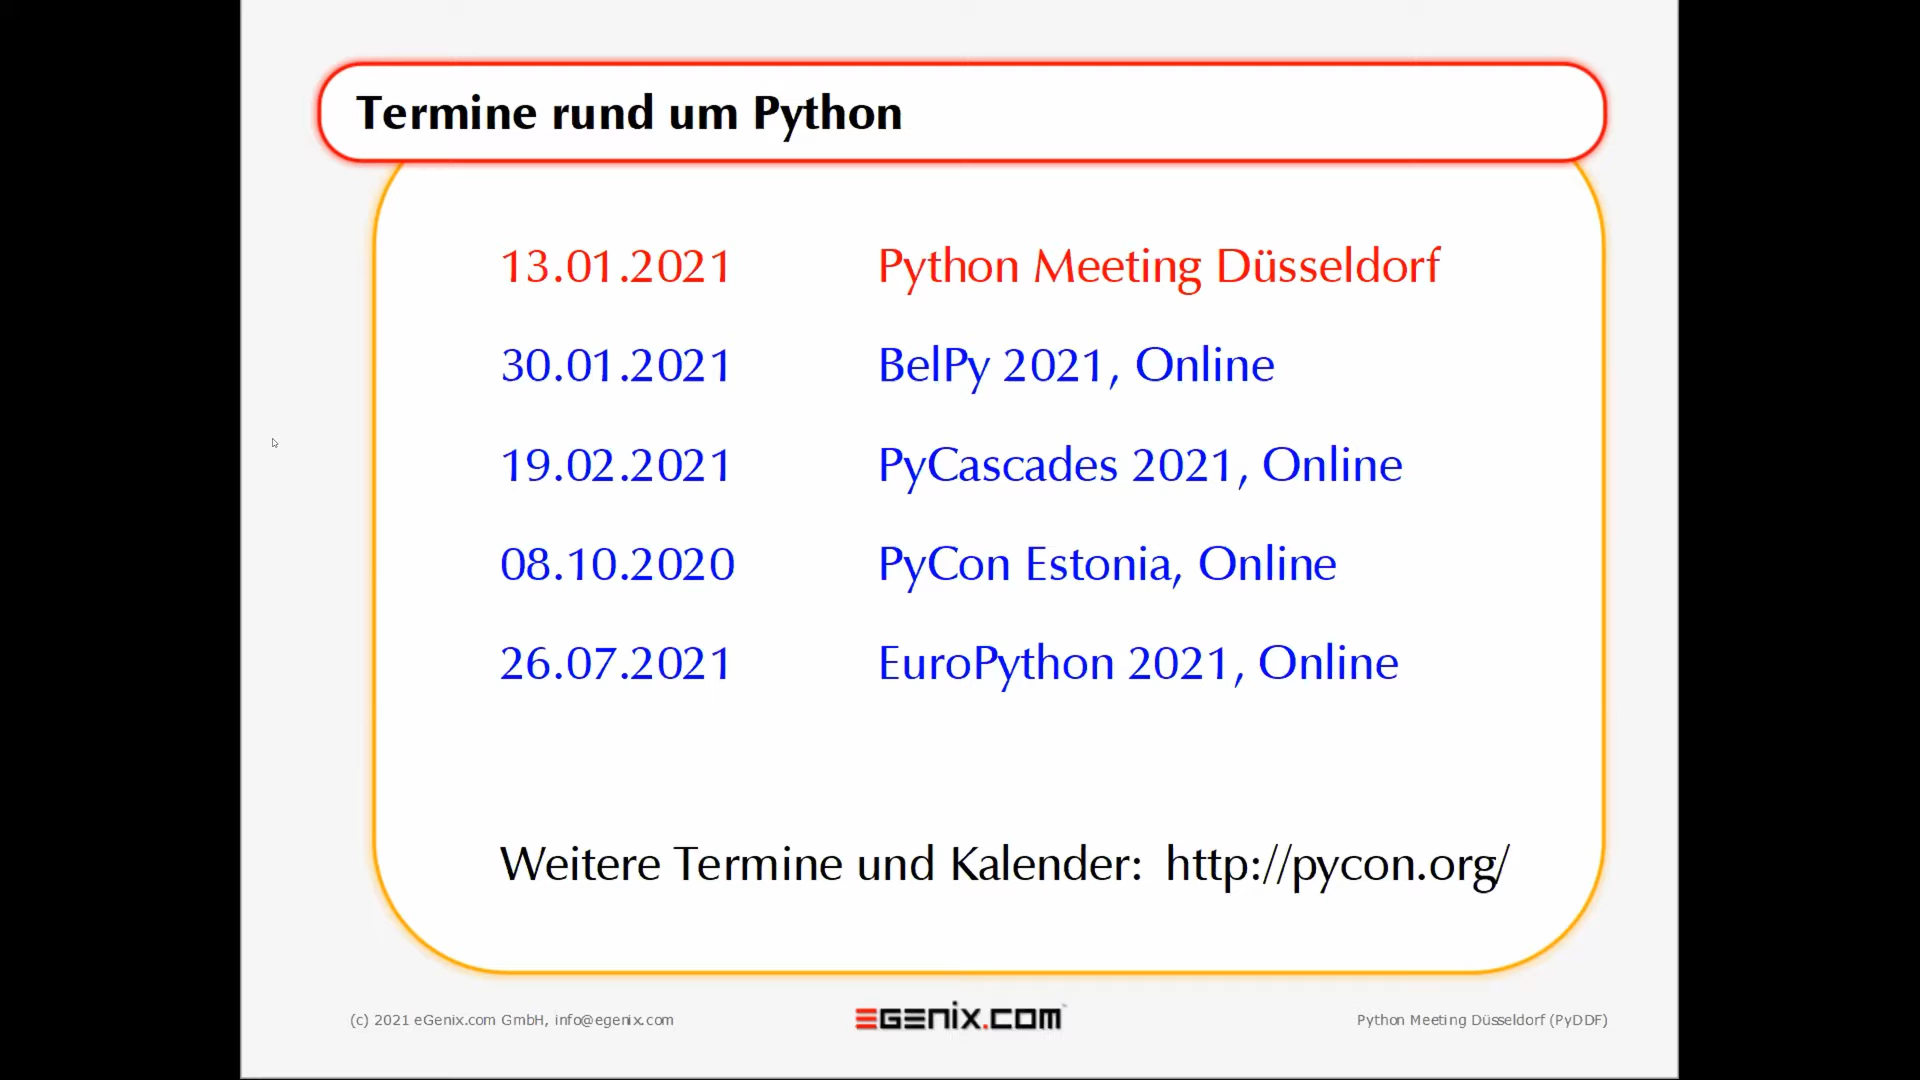 Termine rund um Python
13.01.2021 Python Meeting Düsseldorf
30.01.2021 BelPy 2021, Online
19.02.2021 PyCascades 2021, Online
08.10.2020 PyCon Estonia, Online
26.07.2021 EuroPython 2021, Online
Weitere Termine und Kalender: http://pycon.org/
(c) 2021 eGenix.com GmbH, info@egenix.com
EGENIX.COM
Python Meeting Düsseldorf (PyDDF)